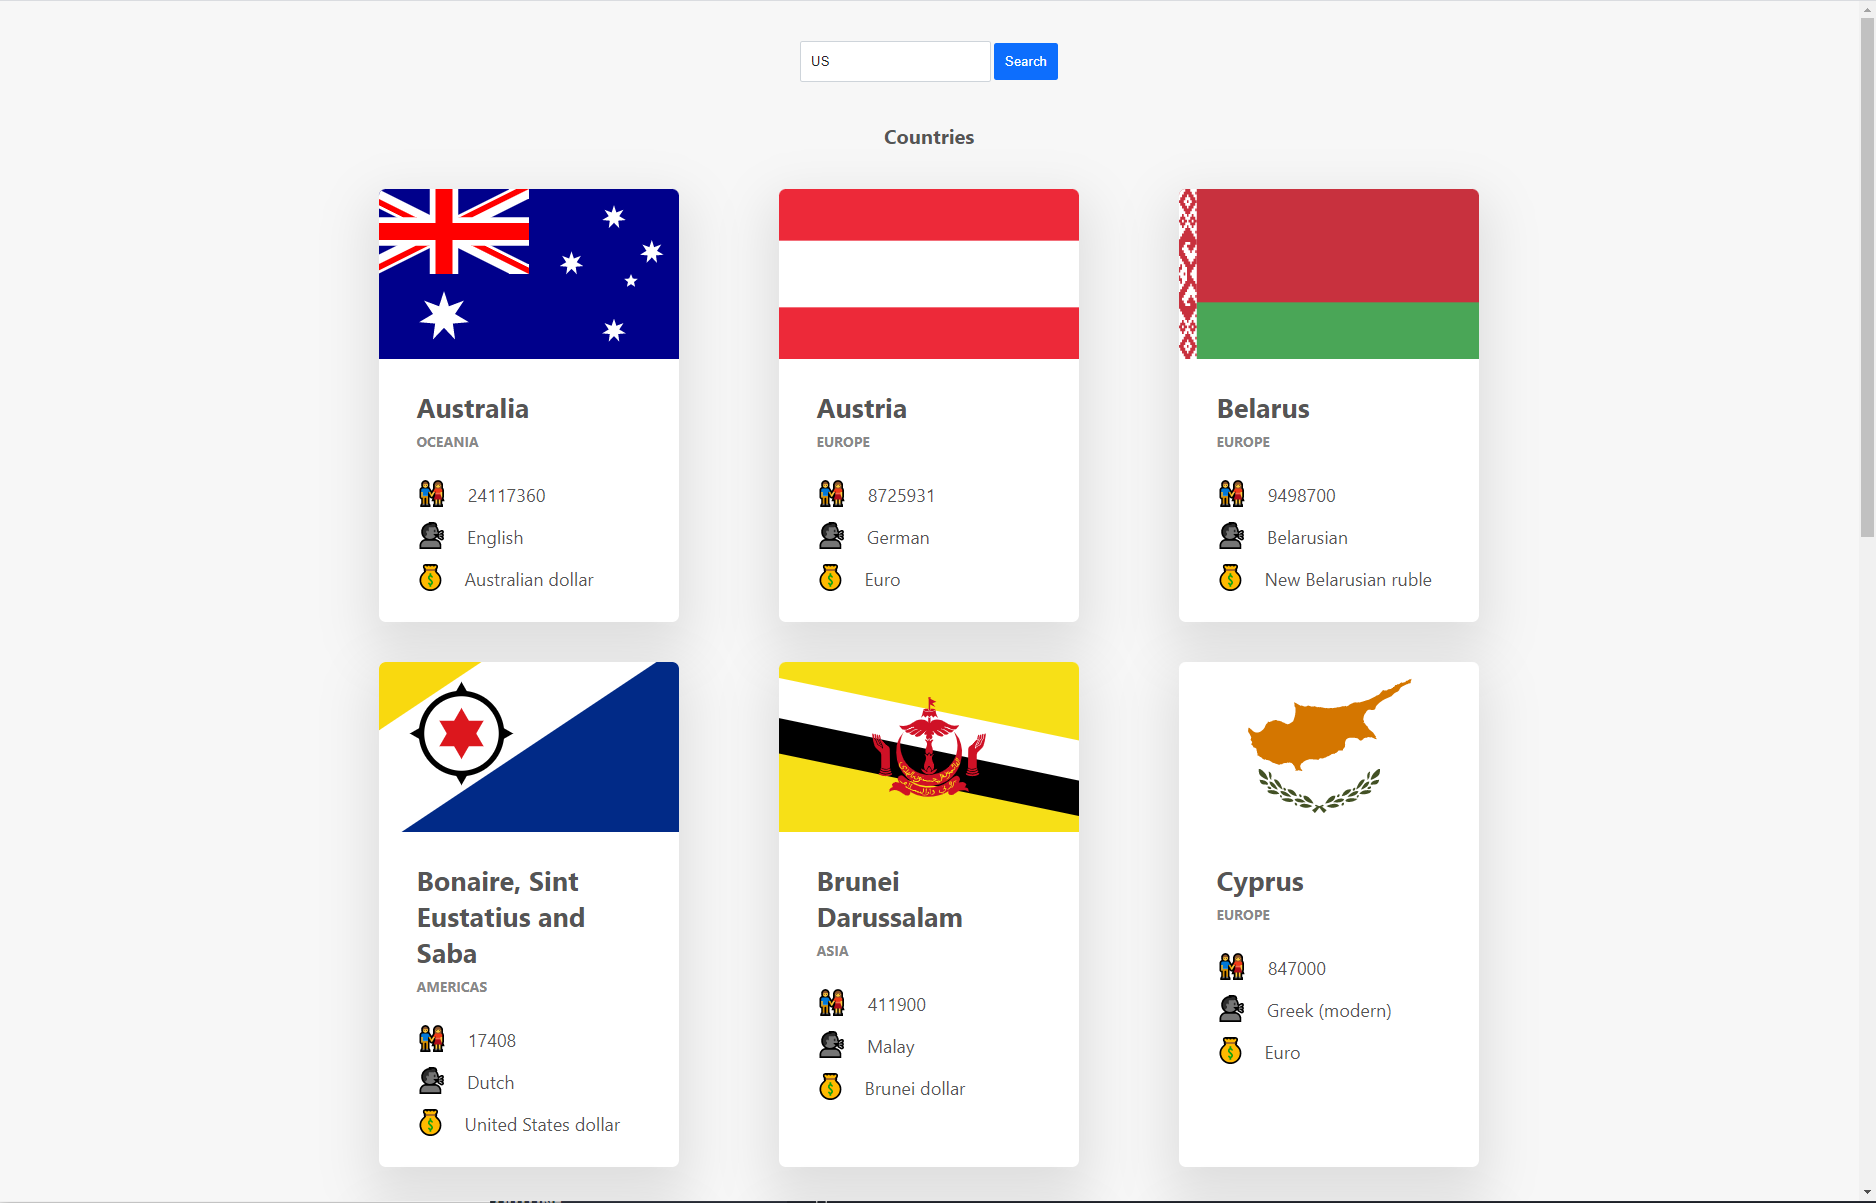 US
Search
Countries
Australia
OCEANIA
24117360
English
Australian dollar
Austria
EUROPE
8725931
German
Euro
Belarus
EUROPE
9498700
Belarusian
New Belarusian ruble
Bonaire, Sint
Eustatius and
Saba
AMERICAS
17408
Dutch
United States dollar
Brunei
Darussalam
ASIA
411900
Malay
Brunei dollar
Cyprus
EUROPE
847000
Greek (modern)
Euro